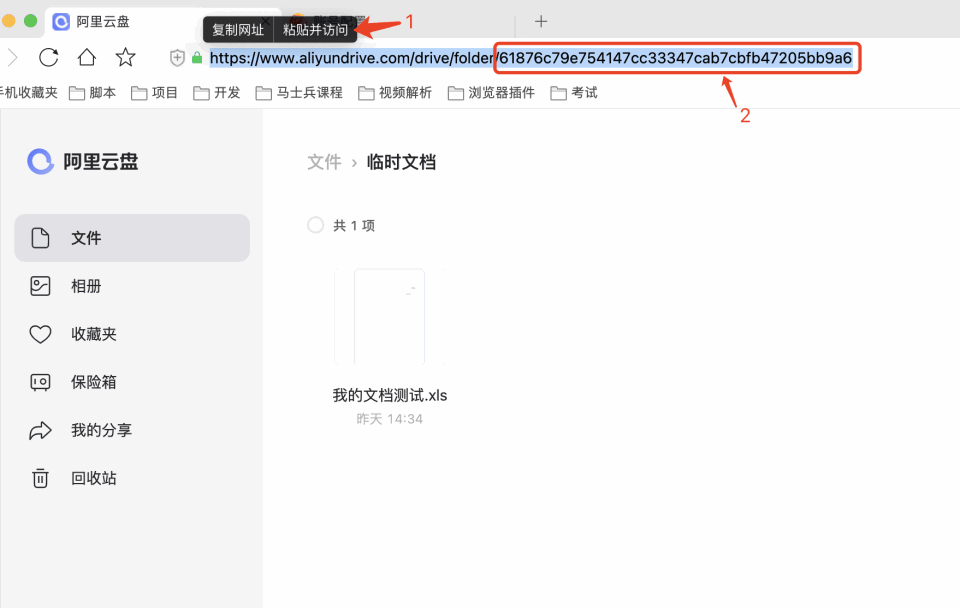 阿里云盘
复制网址 粘贴并访问
1
https://www.aliyundrive.com/drive/folder/61876c79e754147cc33347cab7cbfb47205bb9a6
2
手机收藏夹 脚本 项目 开发 马士兵课程 视频解析 浏览器插件 考试
阿里云盘
文件 › 临时文档
共 1 项
文件
相册
收藏夹
保险箱
我的分享
回收站
我的文档测试.xls
昨天 14:34